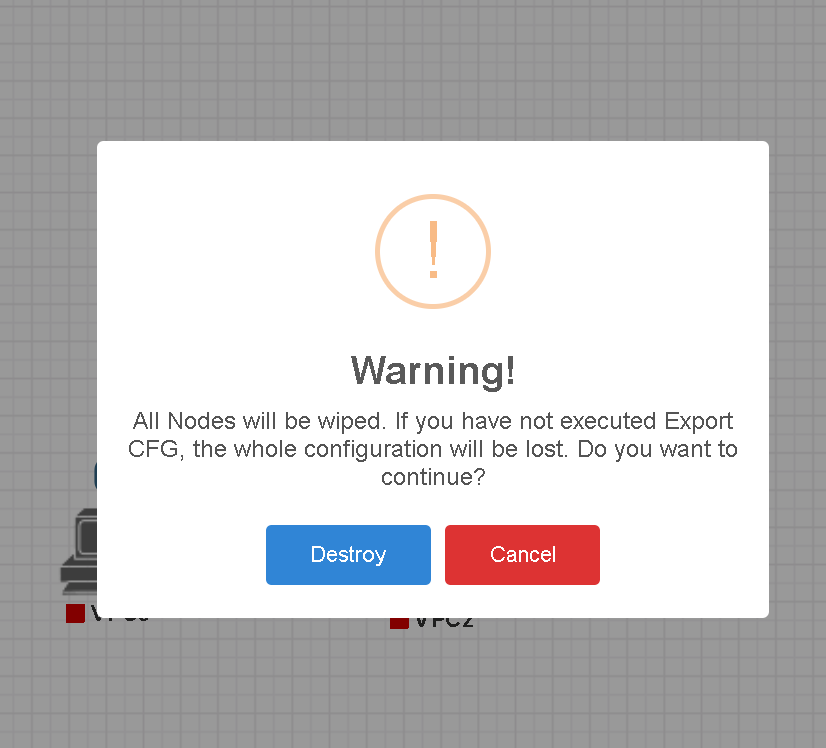 !
Warning!
All Nodes will be wiped. If you have not executed Export
CFG, the whole configuration will be lost. Do you want to
continue?
Destroy
Cancel
VPC2